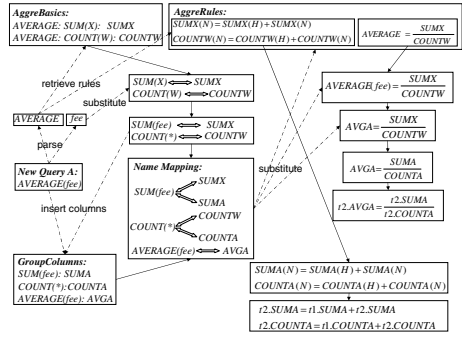 AggreBasics:
AVERAGE: SUM(X): SUMX
AVERAGE: COUNT(W): COUNTW
AggreRules:
SUMX(N)=SUMX(H)+SUMX(N)
COUNTW(N)=COUNTW(H)+COUNTW(N)
AVERAGE = SUMX
COUNTW
retrieve rules
SUM(X) SUMX
COUNT(W) COUNTW
AVERAGE(fee)= SUMX
COUNTW
substitute
AVERAGE
fee
SUM(fee) SUMX
COUNT(*) COUNTW
AVGA= SUMX
COUNTW
parse
New Query A:
AVERAGE(fee)
Name Mapping:
SUMX
SUM(fee)
SUMA
COUNTW
COUNT(*)
COUNTA
AVERAGE(fee) AVGA
substitute
AVGA= SUMA
COUNTA
t2.AVGA= t2.SUMA
t2.COUNTA
insert columns
GroupColumns:
SUM(fee): SUMA
COUNT(*):COUNTA
AVERAGE(fee): AVGA
SUMA(N)=SUMA(H)+SUMA(N)
COUNTA(N)=COUNTA(H)+COUNTA(N)
t2.SUMA=t1.SUMA+t2.SUMA
t2.COUNTA=t1.COUNTA+t2.COUNTA